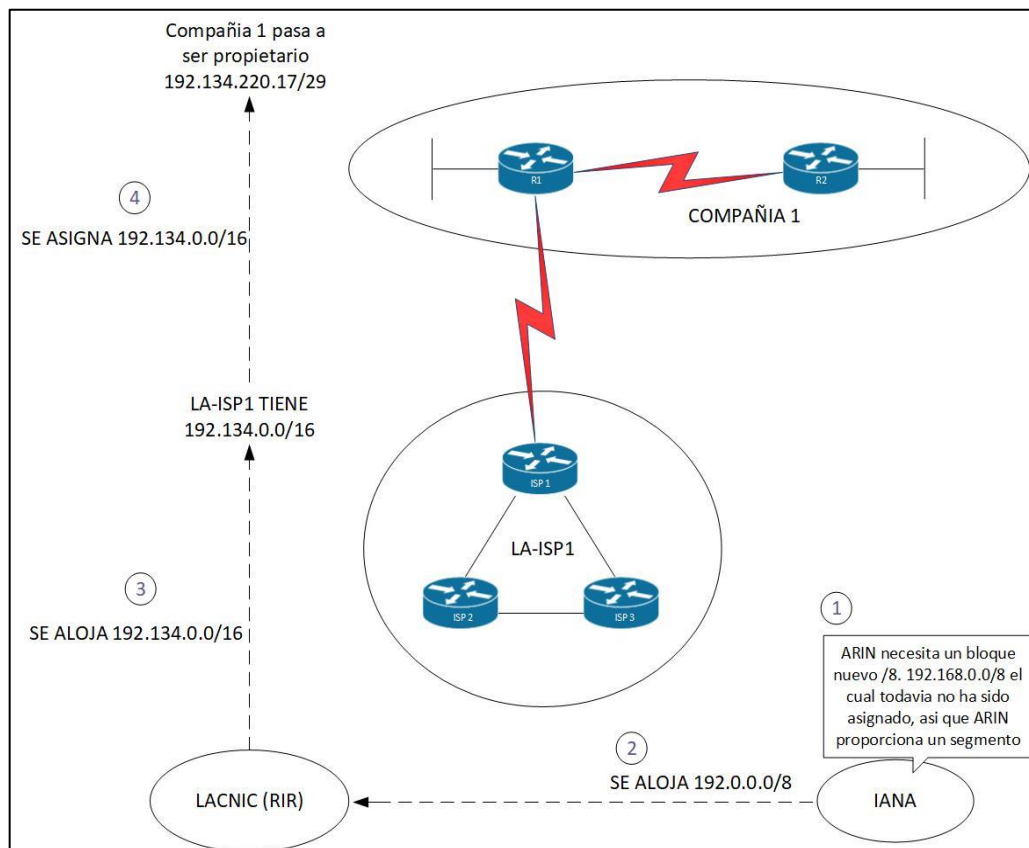 Compañia 1 pasa a
ser propietario
192.134.220.17/29
R1
R2
COMPAÑIA 1
4
SE ASIGNA 192.134.0.0/16
LA-ISP1 TIENE
192.134.0.0/16
ISP 1
LA-ISP1
ISP 2
ISP 3
3
SE ALOJA 192.134.0.0/16
1
ARIN necesita un bloque
nuevo /8. 192.168.0.0/8 el
cual todavia no ha sido
asignado, asi que ARIN
proporciona un segmento
2
SE ALOJA 192.0.0.0/8
LACNIC (RIR)
IANA